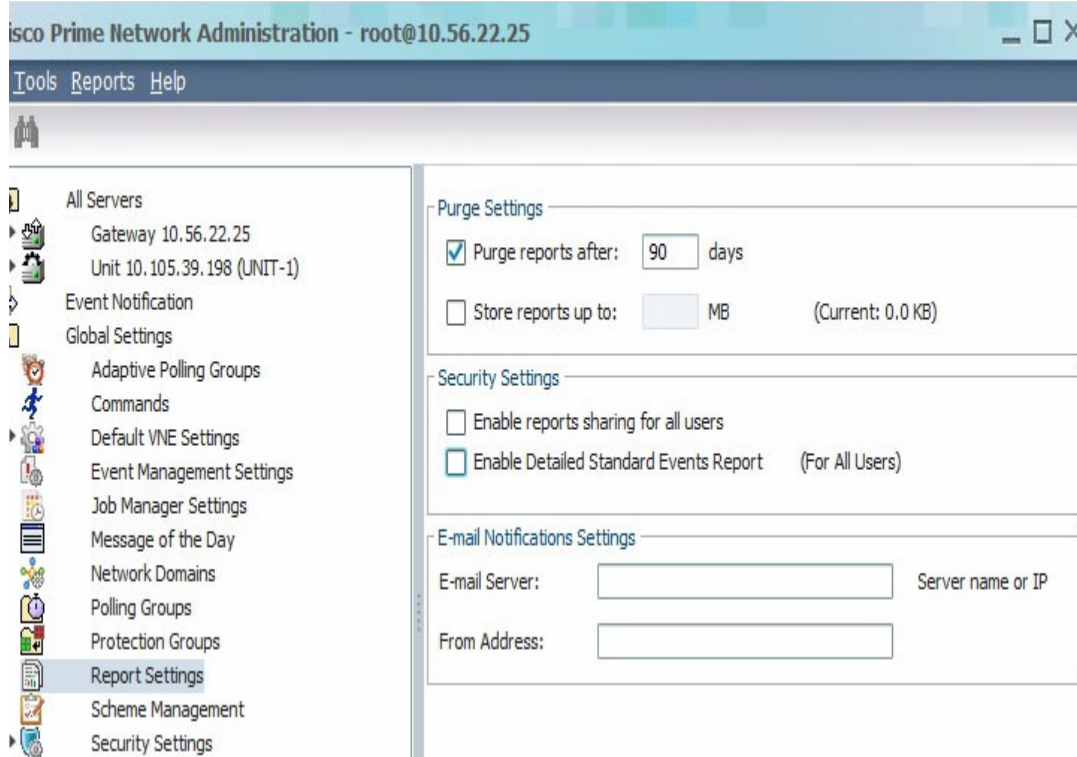 isco Prime Network Administration - root@10.56.22.25
Tools Reports Help
All Servers
Gateway 10.56.22.25
Unit 10.105.39.198 (UNIT-1)
Event Notification
Global Settings
Adaptive Polling Groups
Commands
Default VNE Settings
Event Management Settings
Job Manager Settings
Message of the Day
Network Domains
Polling Groups
Protection Groups
Report Settings
Scheme Management
Security Settings
Purge Settings
Purge reports after: 90 days
Store reports up to: MB (Current: 0.0 KB)
Security Settings
Enable reports sharing for all users
Enable Detailed Standard Events Report (For All Users)
E-mail Notifications Settings
E-mail Server: Server name or IP
From Address: